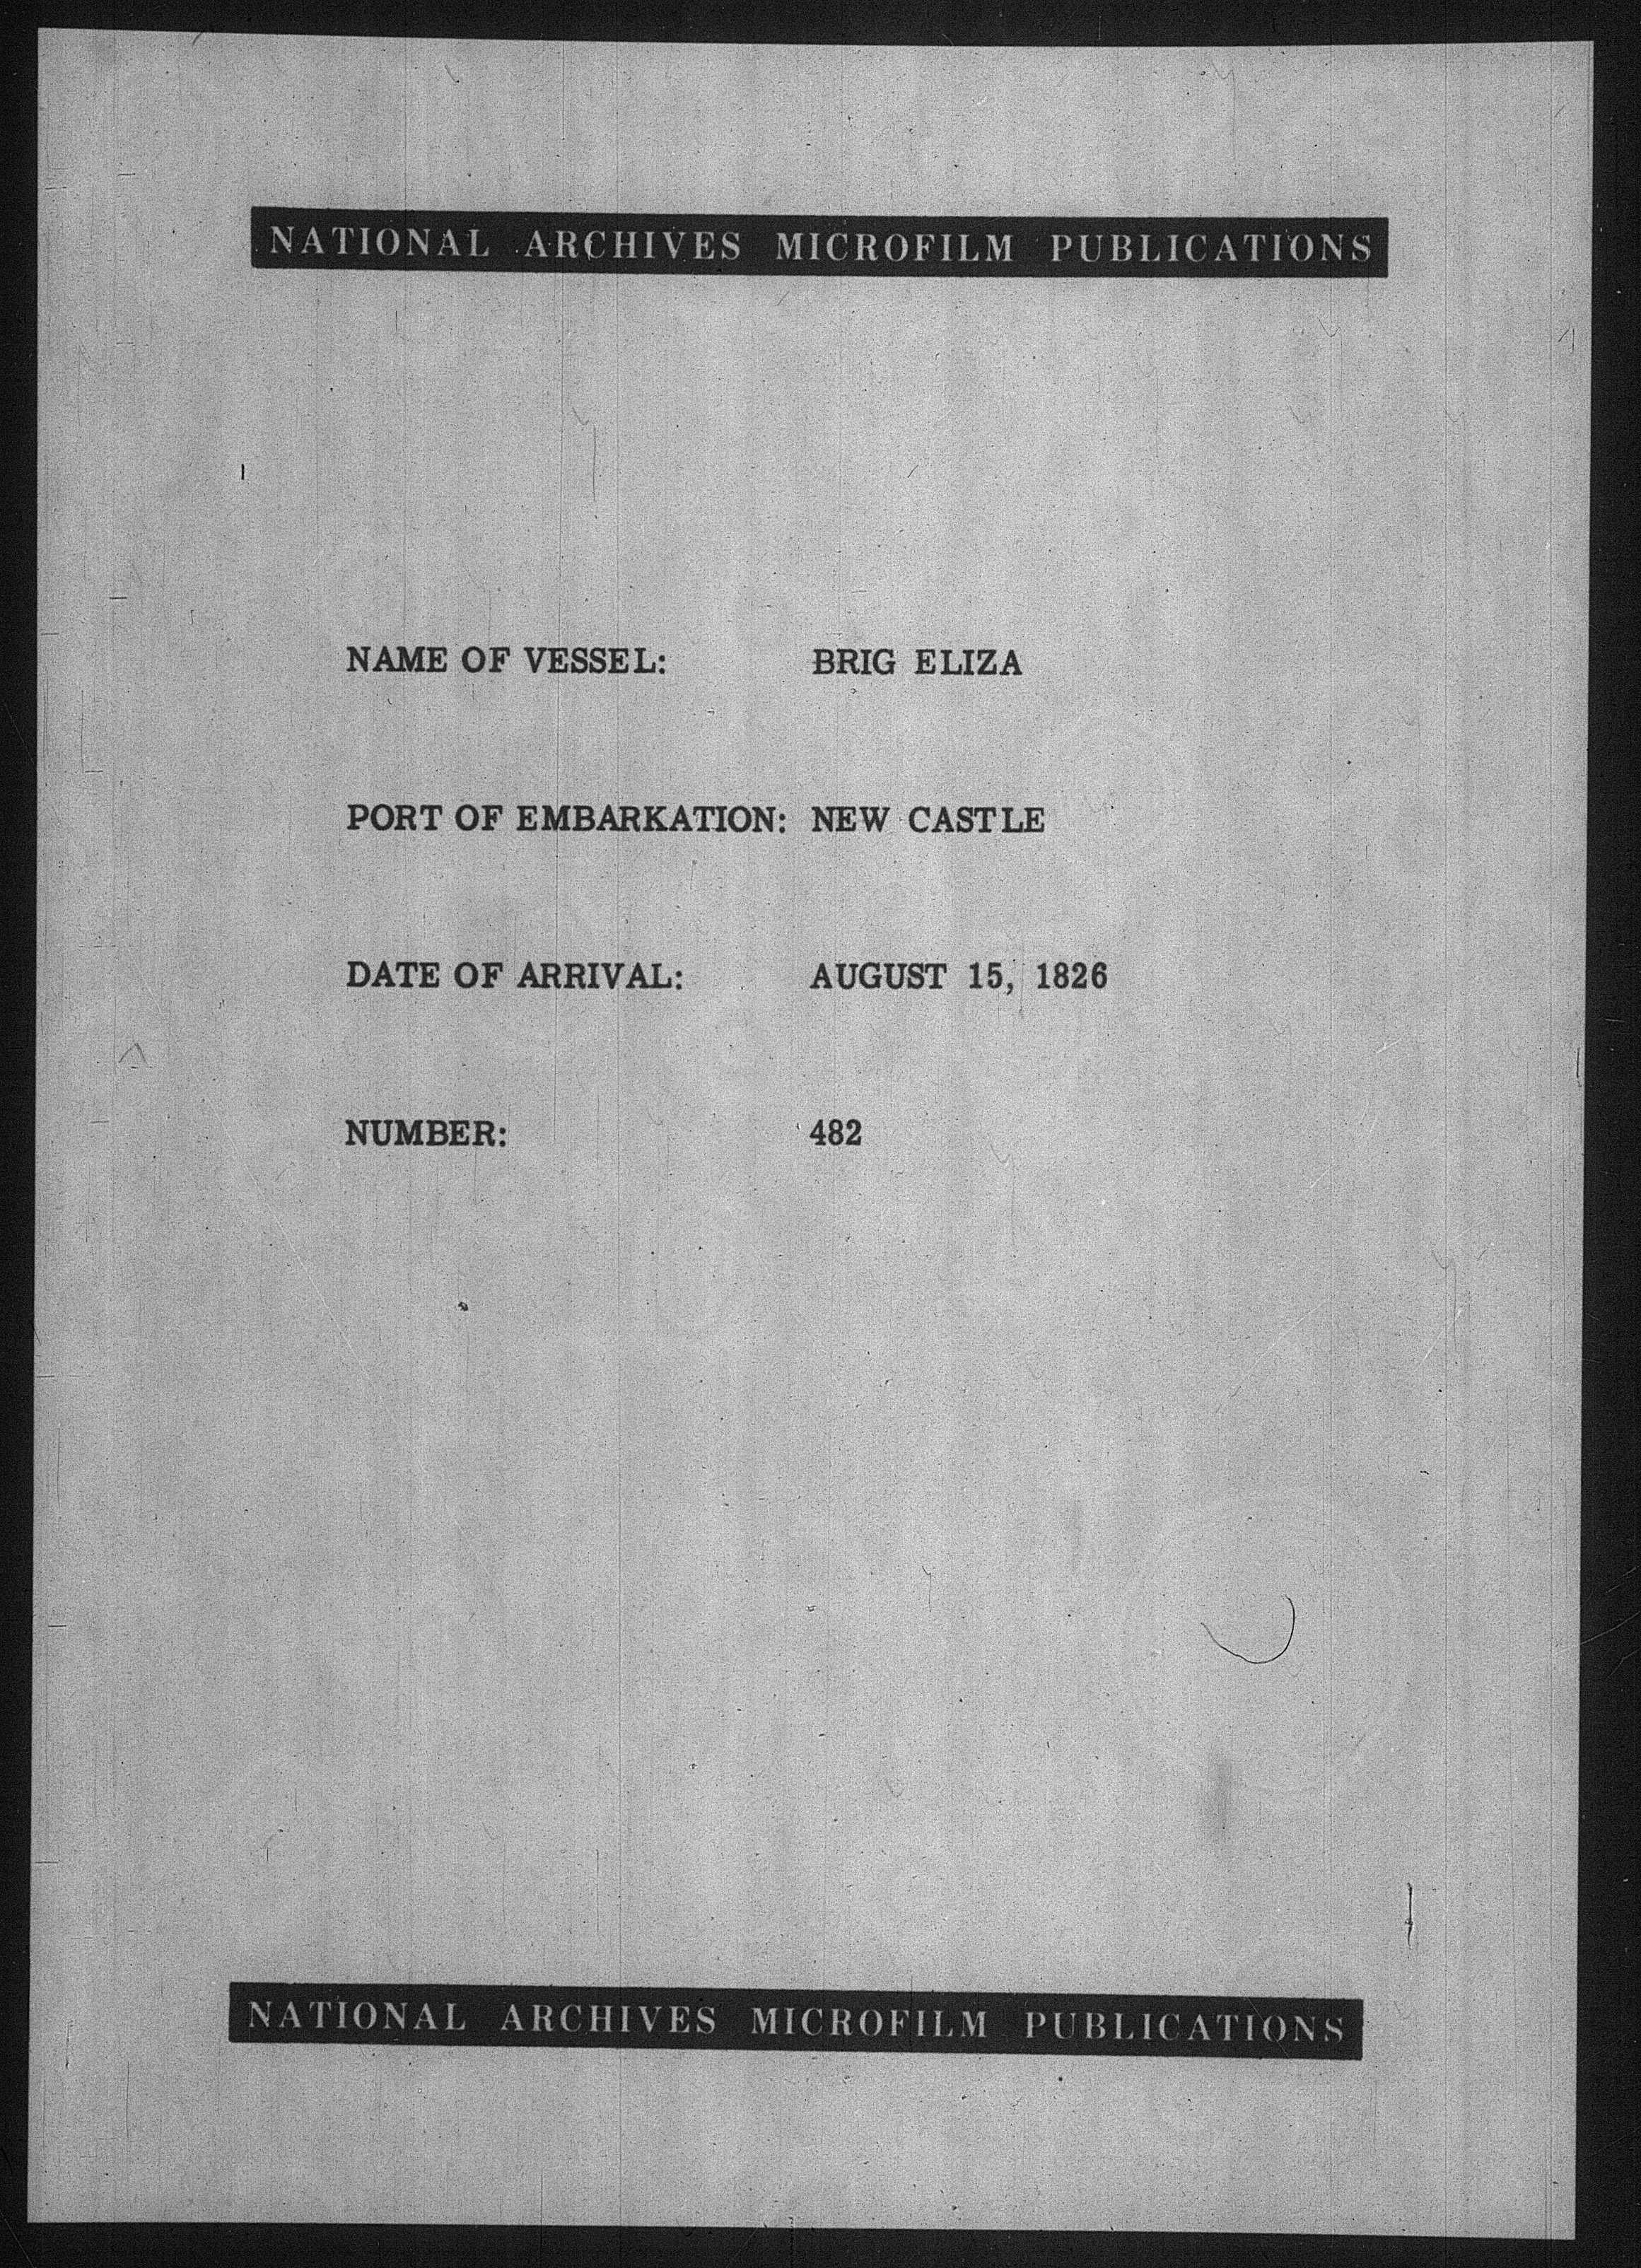 NATIONAL ARCHIVES MICROFILM PUBLICATIONS
NAME OF VESSEL: BRIG ELIZA
PORT OF EMBARKATION: NEW CASTLE
DATE OF ARRIVAL: AUGUST 15, 1826
NUMBER: 482
NATIONAL ARCHIVES MICROFILM PUBLICATIONS